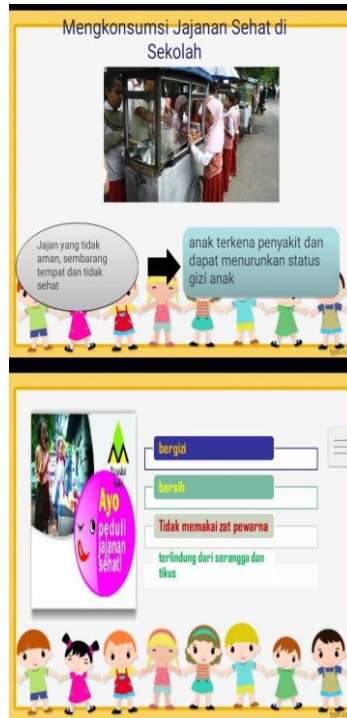 Mengkonsumsi Jajanan Sehat di
Sekolah
Jajan yang tidak
aman, sembarang
tempat dan tidak
sehat
anak terkena penyakit dan
dapat menurunkan status
gizi anak
Ayo
peduli
jajanan
sehat!
bergizi
bersih
Tidak memakai zat pewarna
terlindung dari serangga dan
tikus